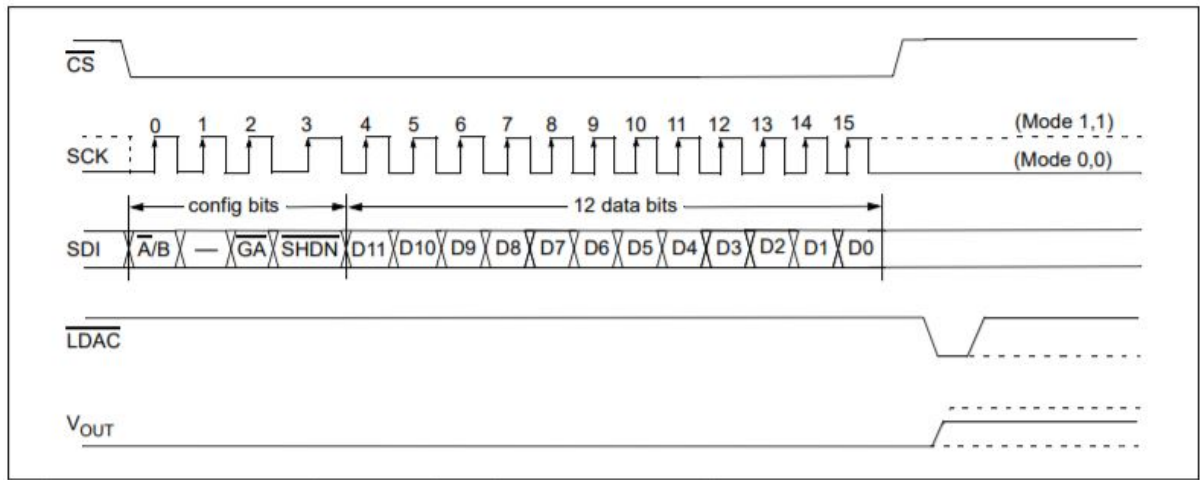 CS
0 1 2 3 4 5 6 7 8 9 10 11 12 13 14 15 (Mode 1,1)
SCK (Mode 0,0)
config bits 12 data bits
SDI A/B — GA SHDN D11 D10 D9 D8 D7 D6 D5 D4 D3 D2 D1 D0
LDAC
VOUT